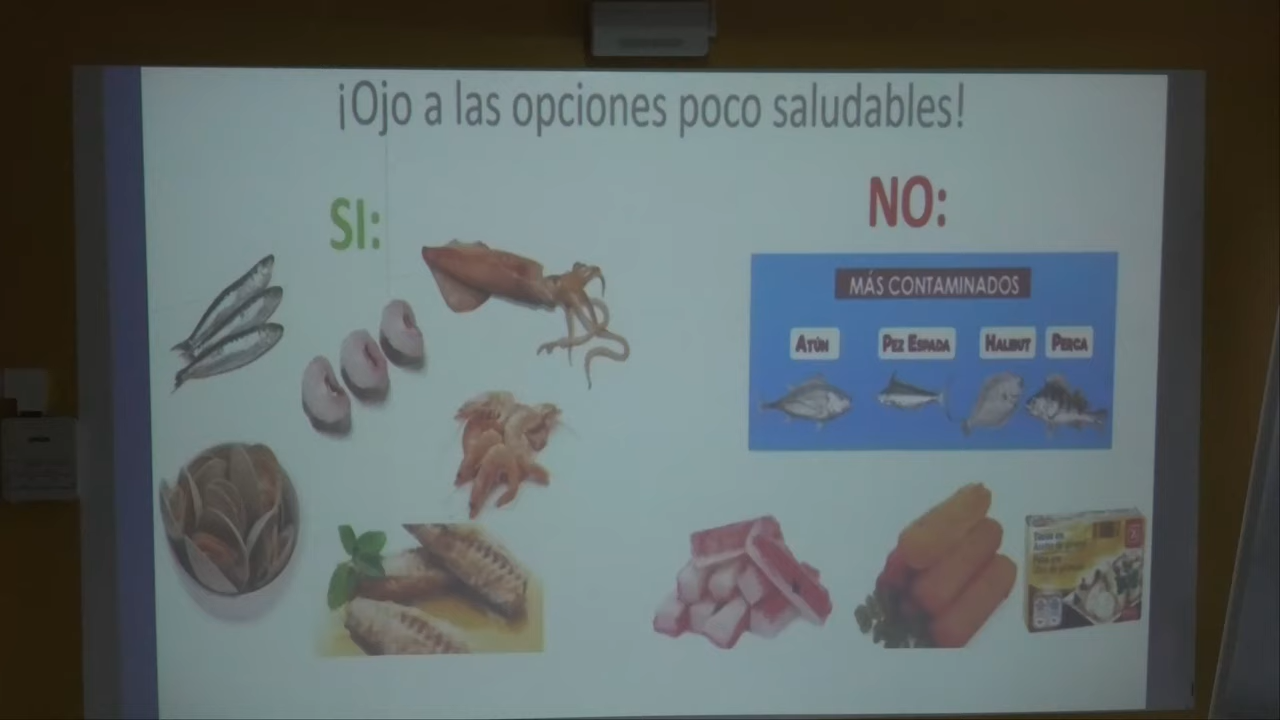 ¡Ojo a las opciones poco saludables!
SI:
NO:
MÁS CONTAMINADOS
ATÚN
PEZ ESPADA
HALIBUT
PERCA